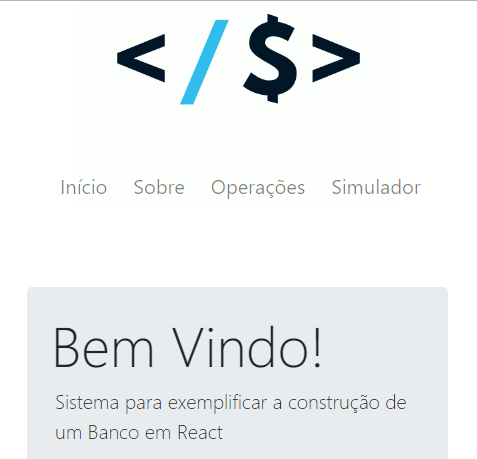 </$>
Início Sobre Operações Simulador
Bem Vindo!
Sistema para exemplificar a construção de
um Banco em React